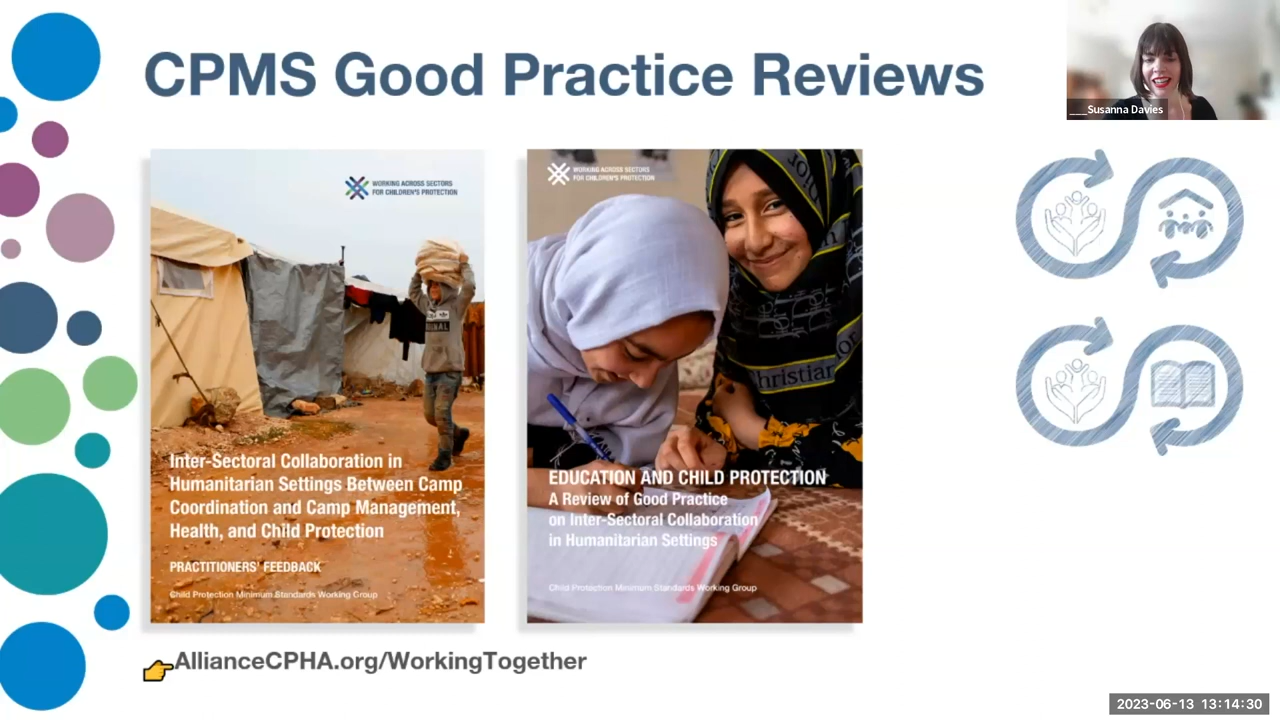 CPMS Good Practice Reviews
___Susanna Davies
WORKING ACROSS SECTORS
FOR CHILDREN'S PROTECTION
Inter-Sectoral Collaboration in
Humanitarian Settings Between Camp
Coordination and Camp Management,
Health, and Child Protection
PRACTITIONERS' FEEDBACK
Child Protection Minimum Standards Working Group
WORKING ACROSS SECTORS
FOR CHILDREN'S PROTECTION
Christian
EDUCATION AND CHILD PROTECTION
A Review of Good Practice
on Inter-Sectoral Collaboration
in Humanitarian Settings
Child Protection Minimum Standards Working Group
AllianceCPHA.org/WorkingTogether
2023-06-13 13:14:30